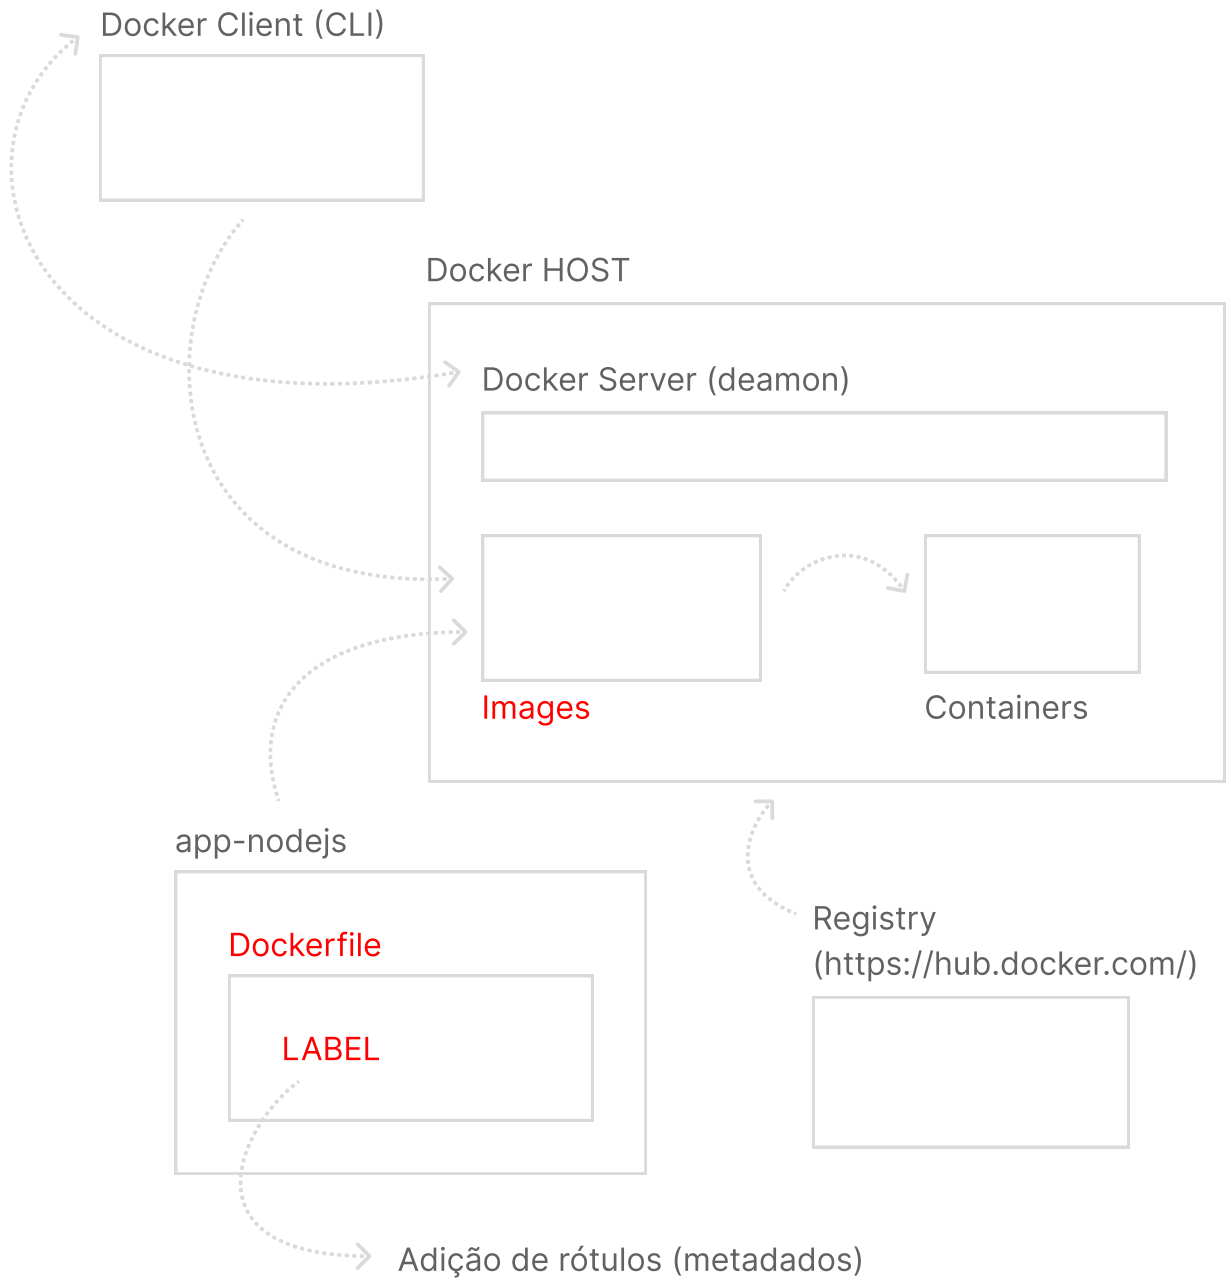 Docker Client (CLI)
Docker HOST
Docker Server (deamon)
Images
Containers
app-nodejs
Dockerfile
LABEL
Registry
(https://hub.docker.com/)
Adição de rótulos (metadados)